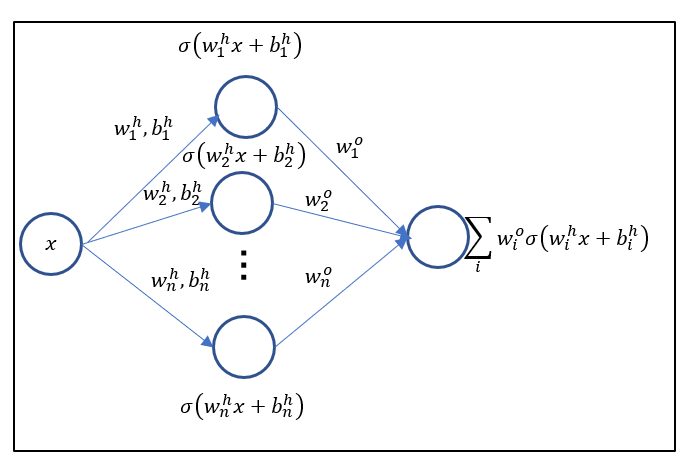 σ(w₁ʰx + b₁ʰ)
w₁ʰ, b₁ʰ
w₁ᵒ
σ(w₂ʰx + b₂ʰ)
w₂ʰ, b₂ʰ
w₂ᵒ
x
∑ᵢ wᵢᵒσ(wᵢʰx + bᵢʰ)
⋮
wₙʰ, bₙʰ
wₙᵒ
σ(wₙʰx + bₙʰ)